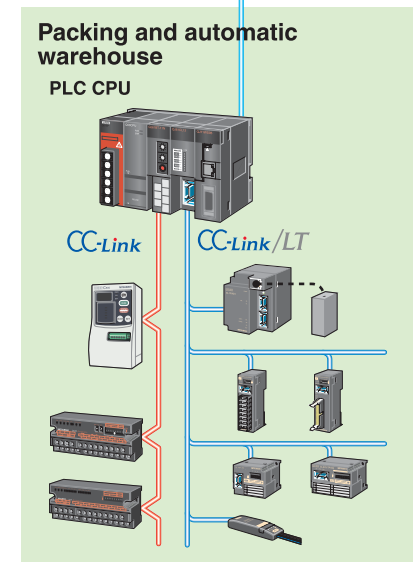 Packing and automatic
warehouse
PLC CPU
CC-Link
CC-Link/LT